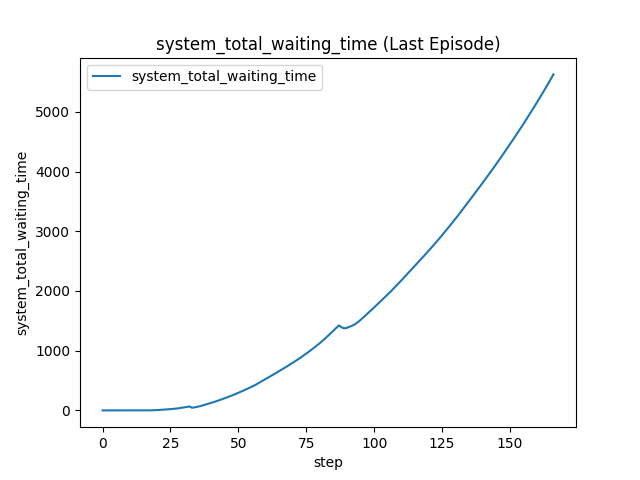 system_total_waiting_time (Last Episode)
system_total_waiting_time
system_total_waiting_time
5000
4000
3000
2000
1000
0
0 25 50 75 100 125 150
step